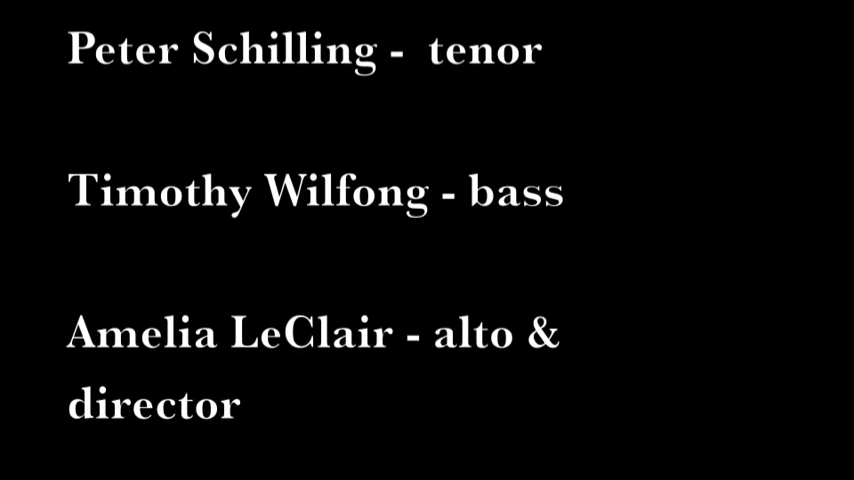 Peter Schilling -  tenor
Timothy Wilfong - bass
Amelia LeClair - alto &
director